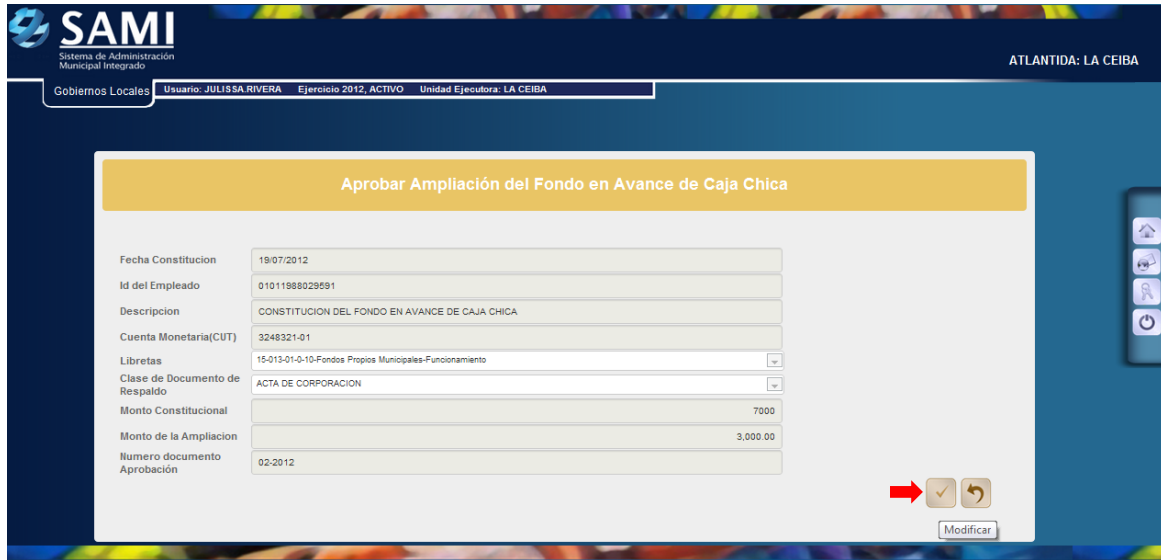 SAMI
Sistema de Administración
Municipal Integrado
ATLANTIDA: LA CEIBA
Gobiernos Locales
Usuario: JULISSA.RIVERA Ejercicio 2012, ACTIVO Unidad Ejecutora: LA CEIBA
Aprobar Ampliación del Fondo en Avance de Caja Chica
Fecha Constitucion 19/07/2012
Id del Empleado 01011988029591
Descripcion CONSTITUCION DEL FONDO EN AVANCE DE CAJA CHICA
Cuenta Monetaria(CUT) 3248321-01
Libretas 15-013-01-0-10-Fondos Propios Municipales-Funcionamiento
Clase de Documento de
Respaldo ACTA DE CORPORACION
Monto Constitucional 7000
Monto de la Ampliacion 3,000.00
Numero documento
Aprobación 02-2012
Modificar